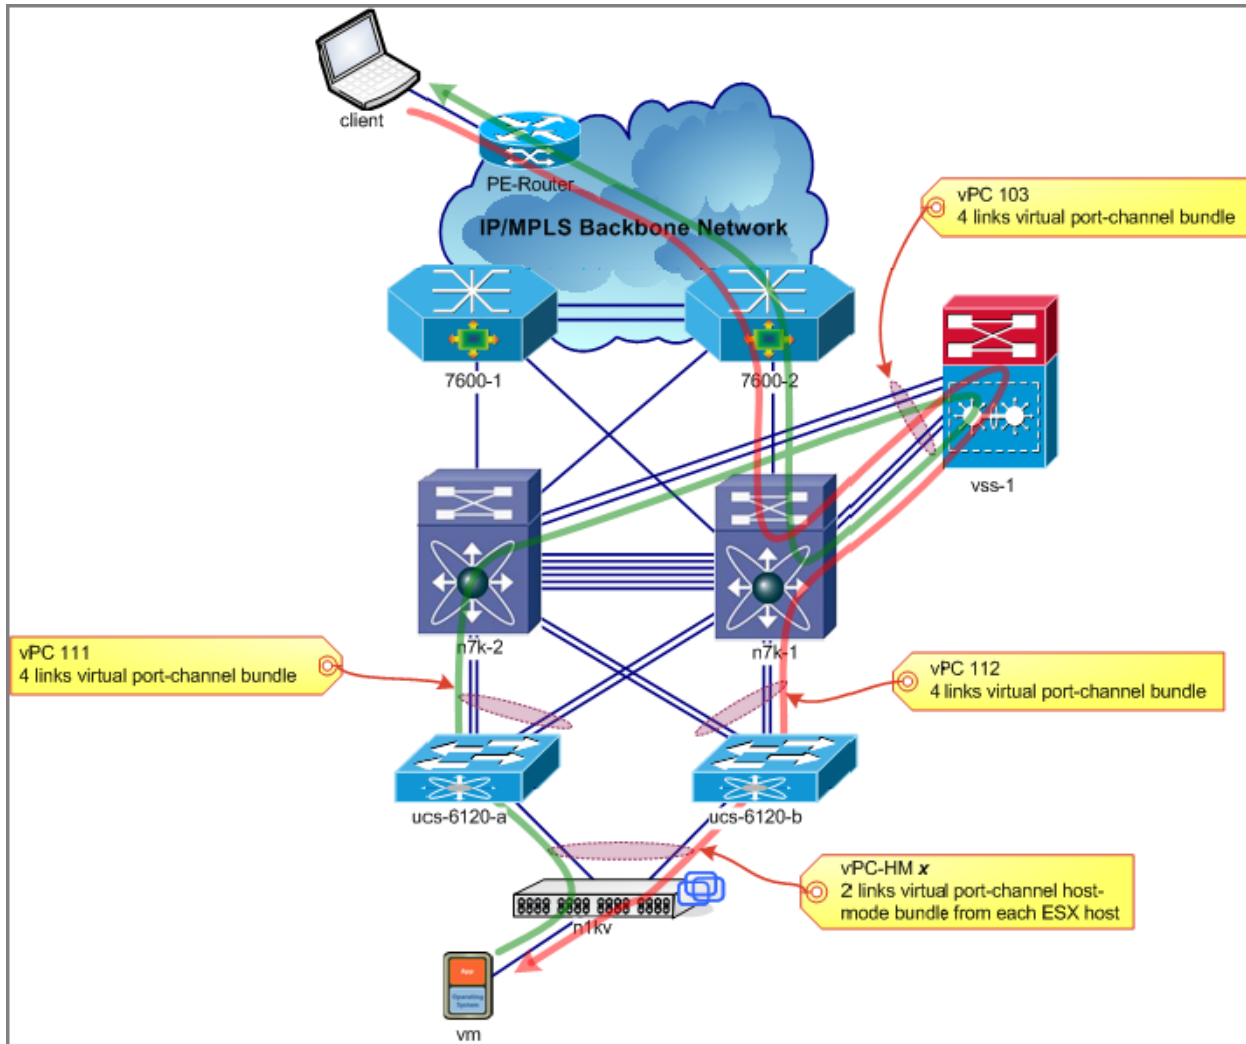 client
PE-Router
IP/MPLS Backbone Network
vPC 103
4 links virtual port-channel bundle
7600-1
7600-2
vss-1
n7k-2
n7k-1
vPC 111
4 links virtual port-channel bundle
vPC 112
4 links virtual port-channel bundle
ucs-6120-a
ucs-6120-b
vPC-HM x
2 links virtual port-channel host-
mode bundle from each ESX host
n1kv
App
Operating
System
vm